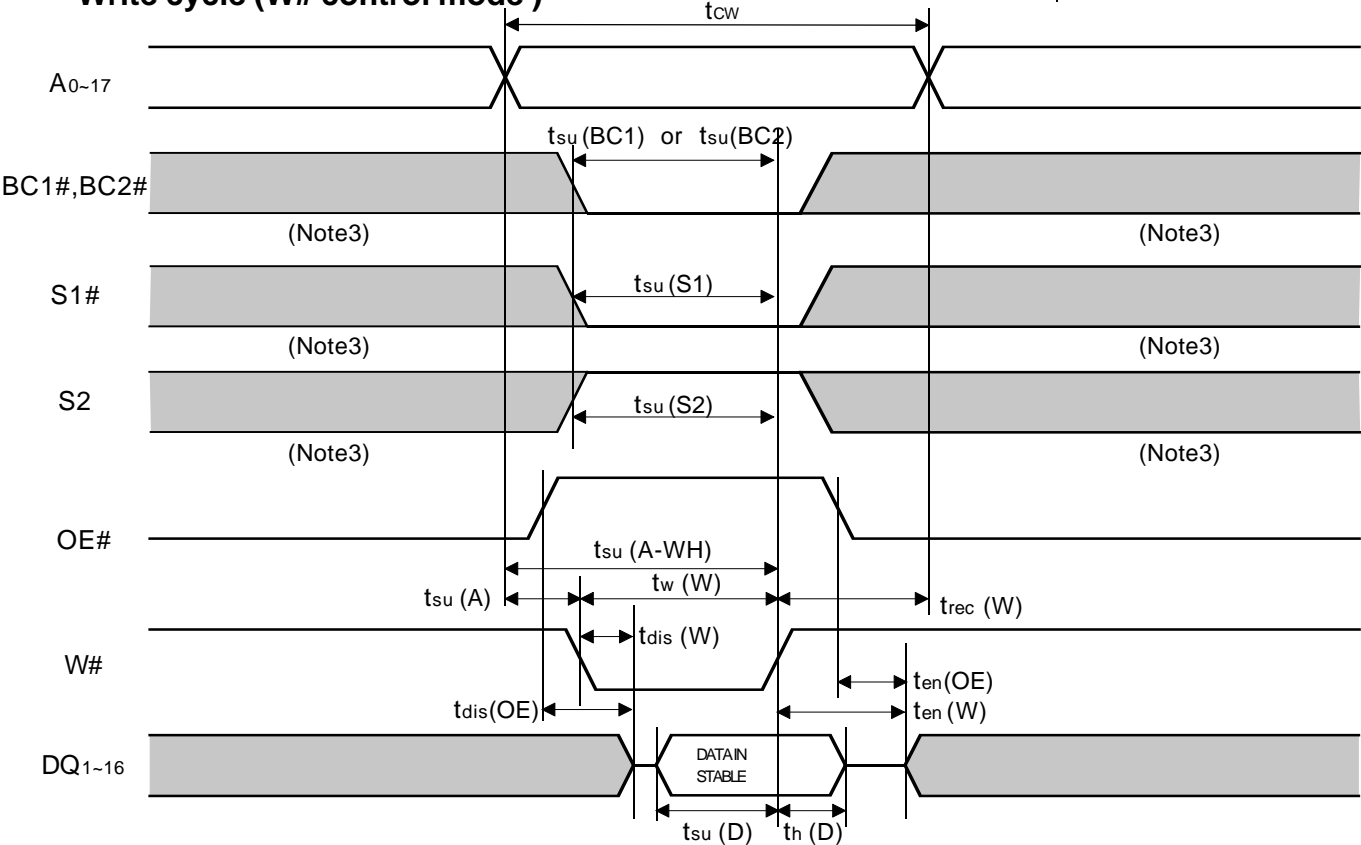 Write cycle (W# control mode )
tCW
A0~17
tsu (BC1) or tsu(BC2)
BC1#,BC2#
(Note3) (Note3)
S1# tsu (S1)
(Note3) (Note3)
S2 tsu (S2)
(Note3) (Note3)
OE#
tsu (A-WH)
tsu (A) tw (W) trec (W)
W# tdis (W)
ten(OE)
tdis(OE) ten (W)
DQ1~16 DATA IN
STABLE
tsu (D) th (D)